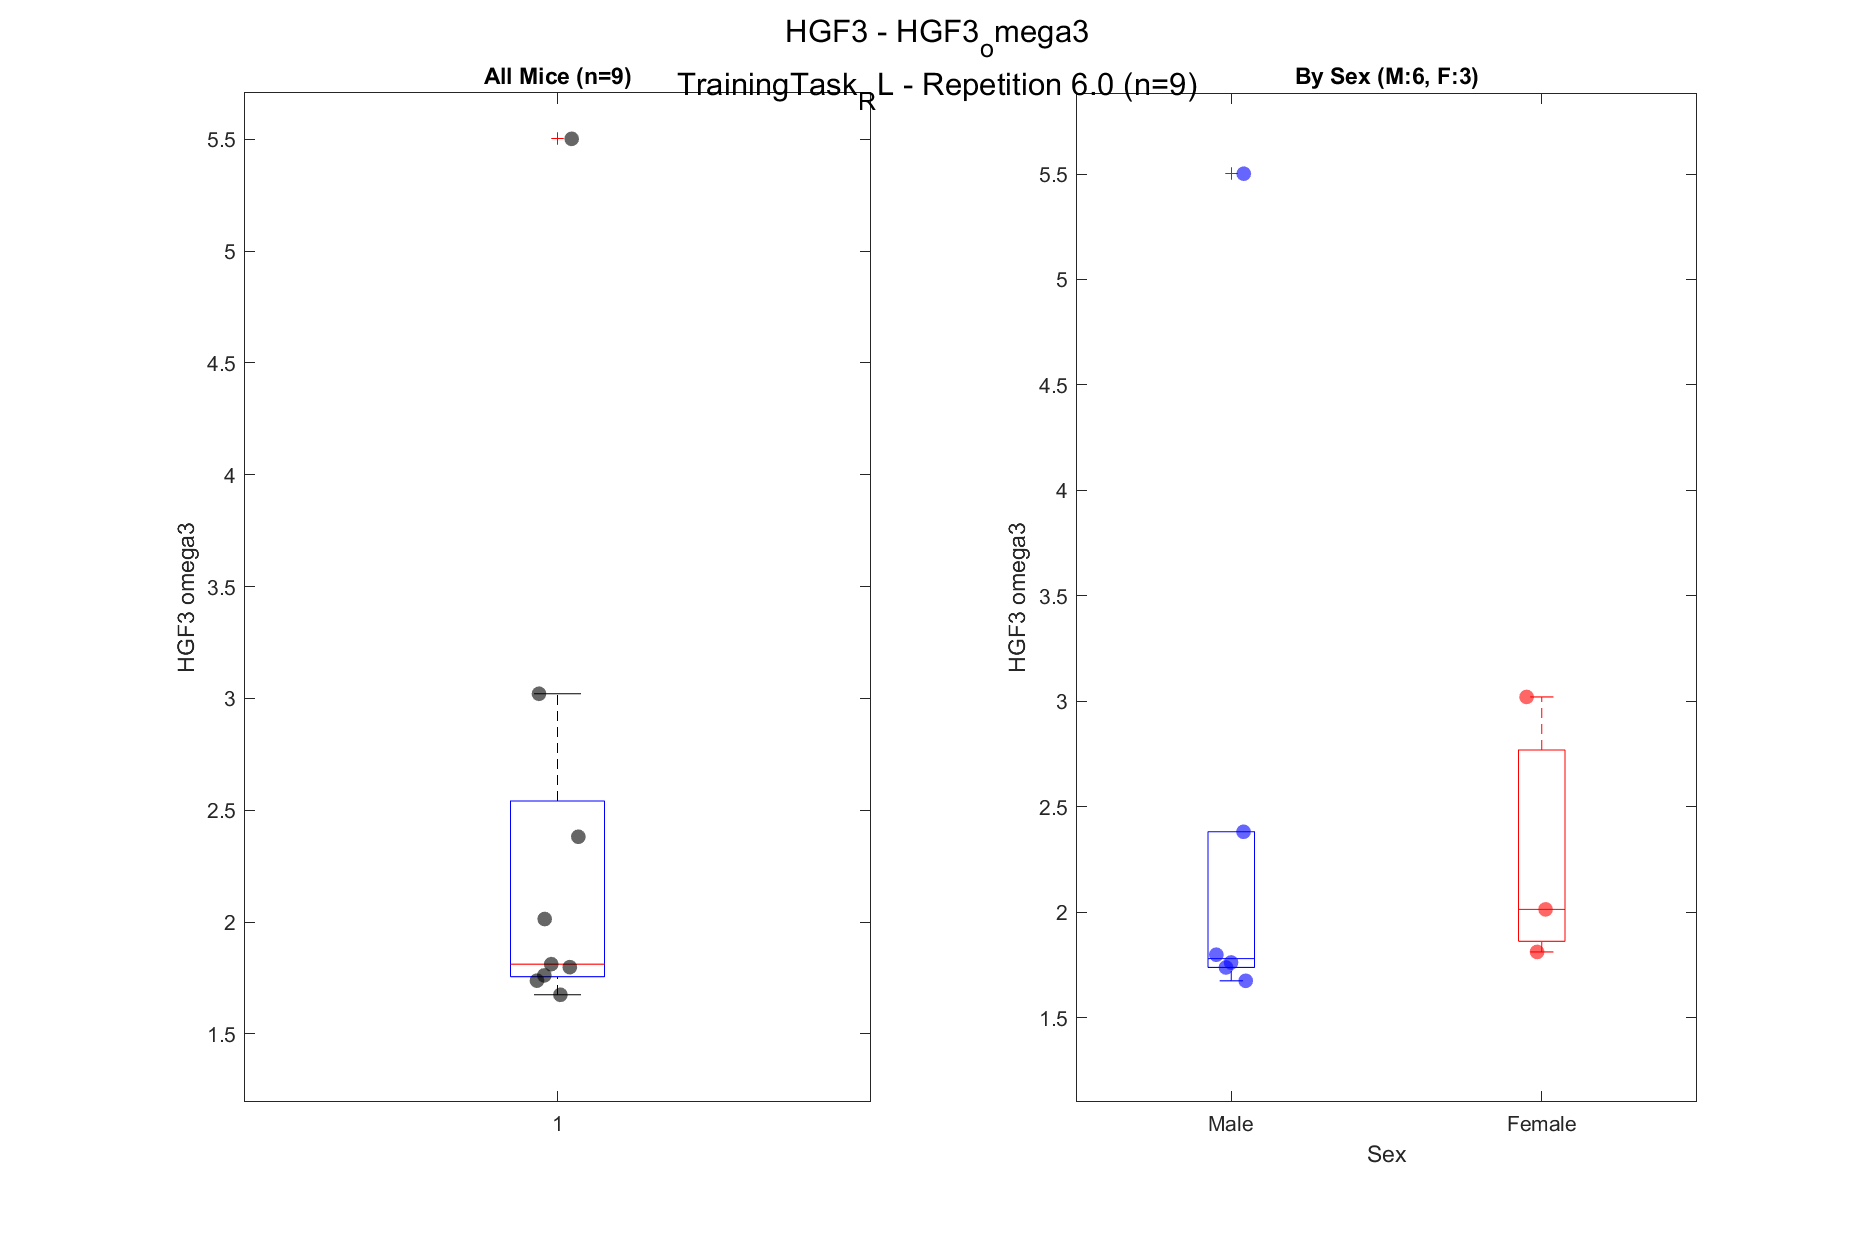 HGF3 - HGF3_omega3
TrainingTask_RL - Repetition 6.0 (n=9)
All Mice (n=9)
HGF3 omega3
5.5
5
4.5
4
3.5
3
2.5
2
1.5
1
By Sex (M:6, F:3)
HGF3 omega3
5.5
5
4.5
4
3.5
3
2.5
2
1.5
Male Female
Sex